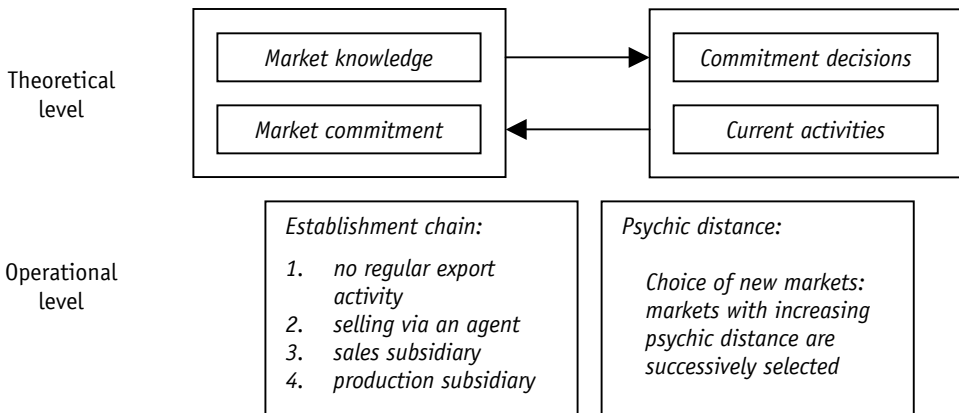 Theoretical
level
Market knowledge
Market commitment
Commitment decisions
Current activities
Operational
level
Establishment chain:
1. no regular export
activity
2. selling via an agent
3. sales subsidiary
4. production subsidiary
Psychic distance:
Choice of new markets:
markets with increasing
psychic distance are
successively selected